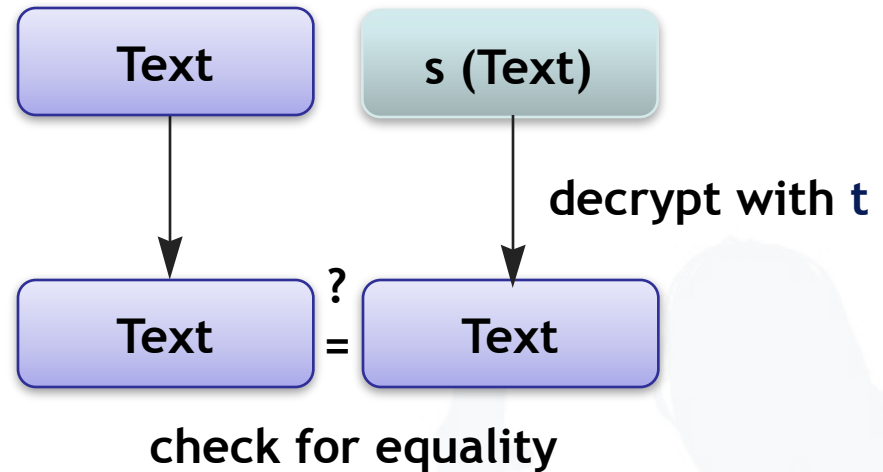 Text
s (Text)
decrypt with t
Text
?
=
Text
check for equality